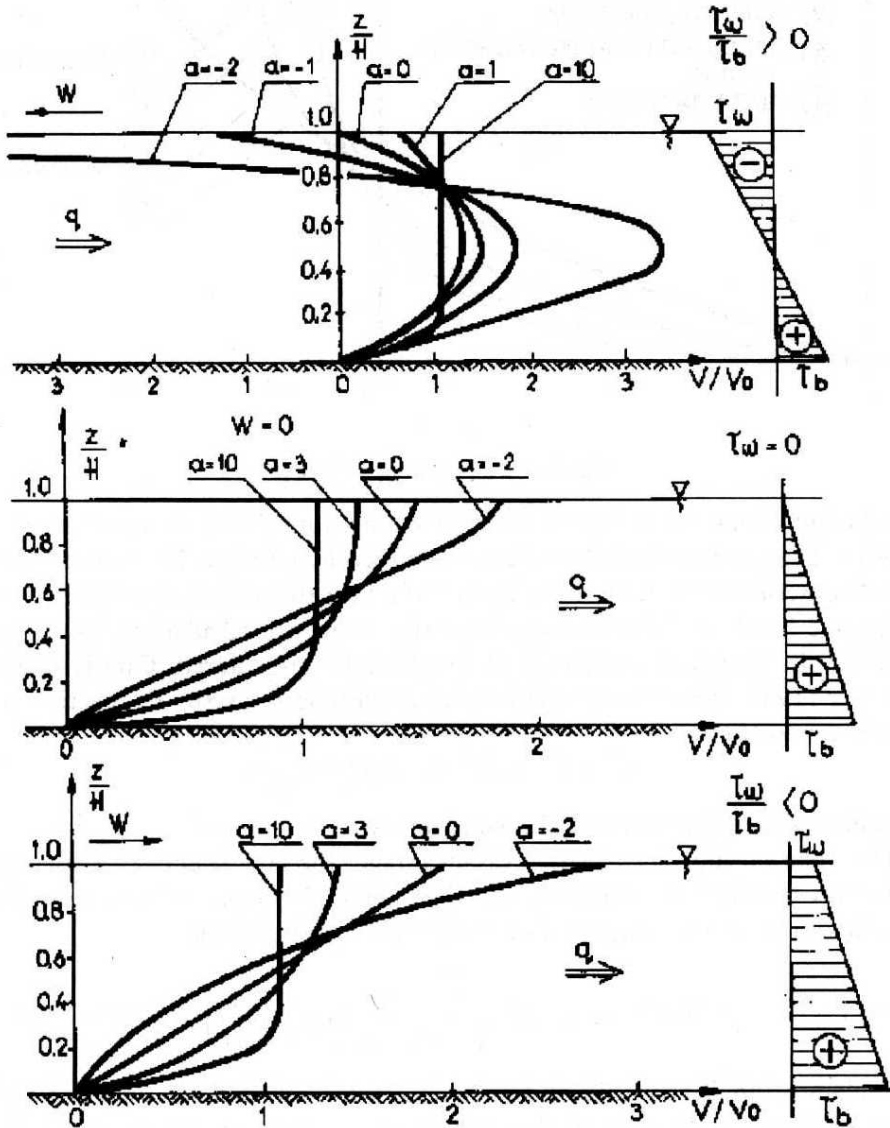 z/H
τw/τb > 0
a=-2 a=-1 a=0 a=1 a=10
W
1.0
τw
0.8
q
0.6
0.4
0.2
3 2 1 0 1 2 3 V/V0 τb
z/H
W=0
τw=0
a=10 a=3 a=0 a=-2
1.0
0.8
q
0.6
0.4
0.2
0 1 2 V/V0 τb
z/H
τw/τb < 0
W
a=10 a=3 a=0 a=-2
τw
1.0
0.8
0.6
q
0.4
0.2
0 1 2 3 V/V0 τb